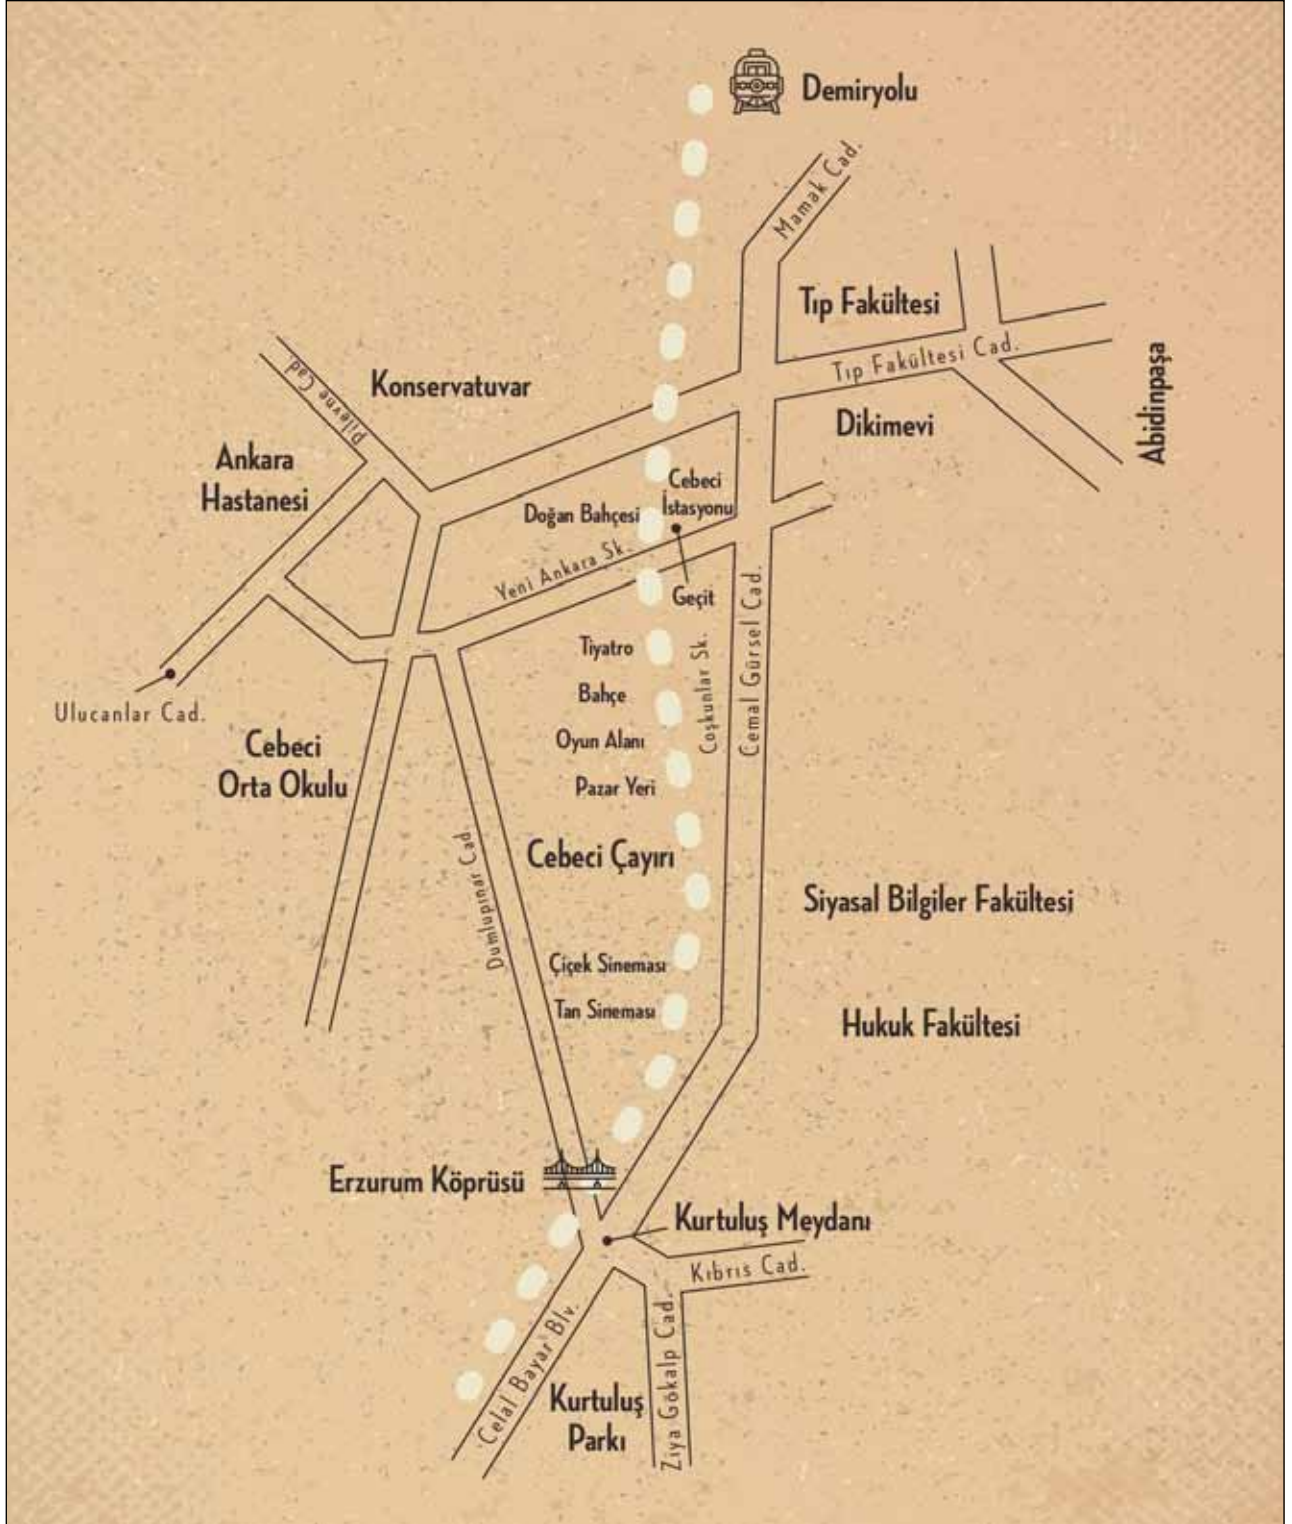 Demiryolu
Mamak Cad.
Tıp Fakültesi
Tıp Fakültesi Cad.
Abidinpaşa
Pilevne Cad.
Konservatuvar
Dikimevi
Ankara
Hastanesi
Cebeci
İstasyonu
Doğan Bahçesi
Yeni Ankara Sk.
Geçit
Tiyatro
Bahçe
Oyun Alanı
Pazar Yeri
Coşkunlar Sk.
Cemal Gürsel Cad.
Ulucanlar Cad.
Cebeci
Orta Okulu
Cebeci Çayırı
Dumlupınar Cad.
Siyasal Bilgiler Fakültesi
Çiçek Sineması
Tan Sineması
Hukuk Fakültesi
Erzurum Köprüsü
Kurtuluş Meydanı
Kıbrıs Cad.
Celal Bayar Blv.
Kurtuluş
Parkı
Ziya Gökalp Cad.